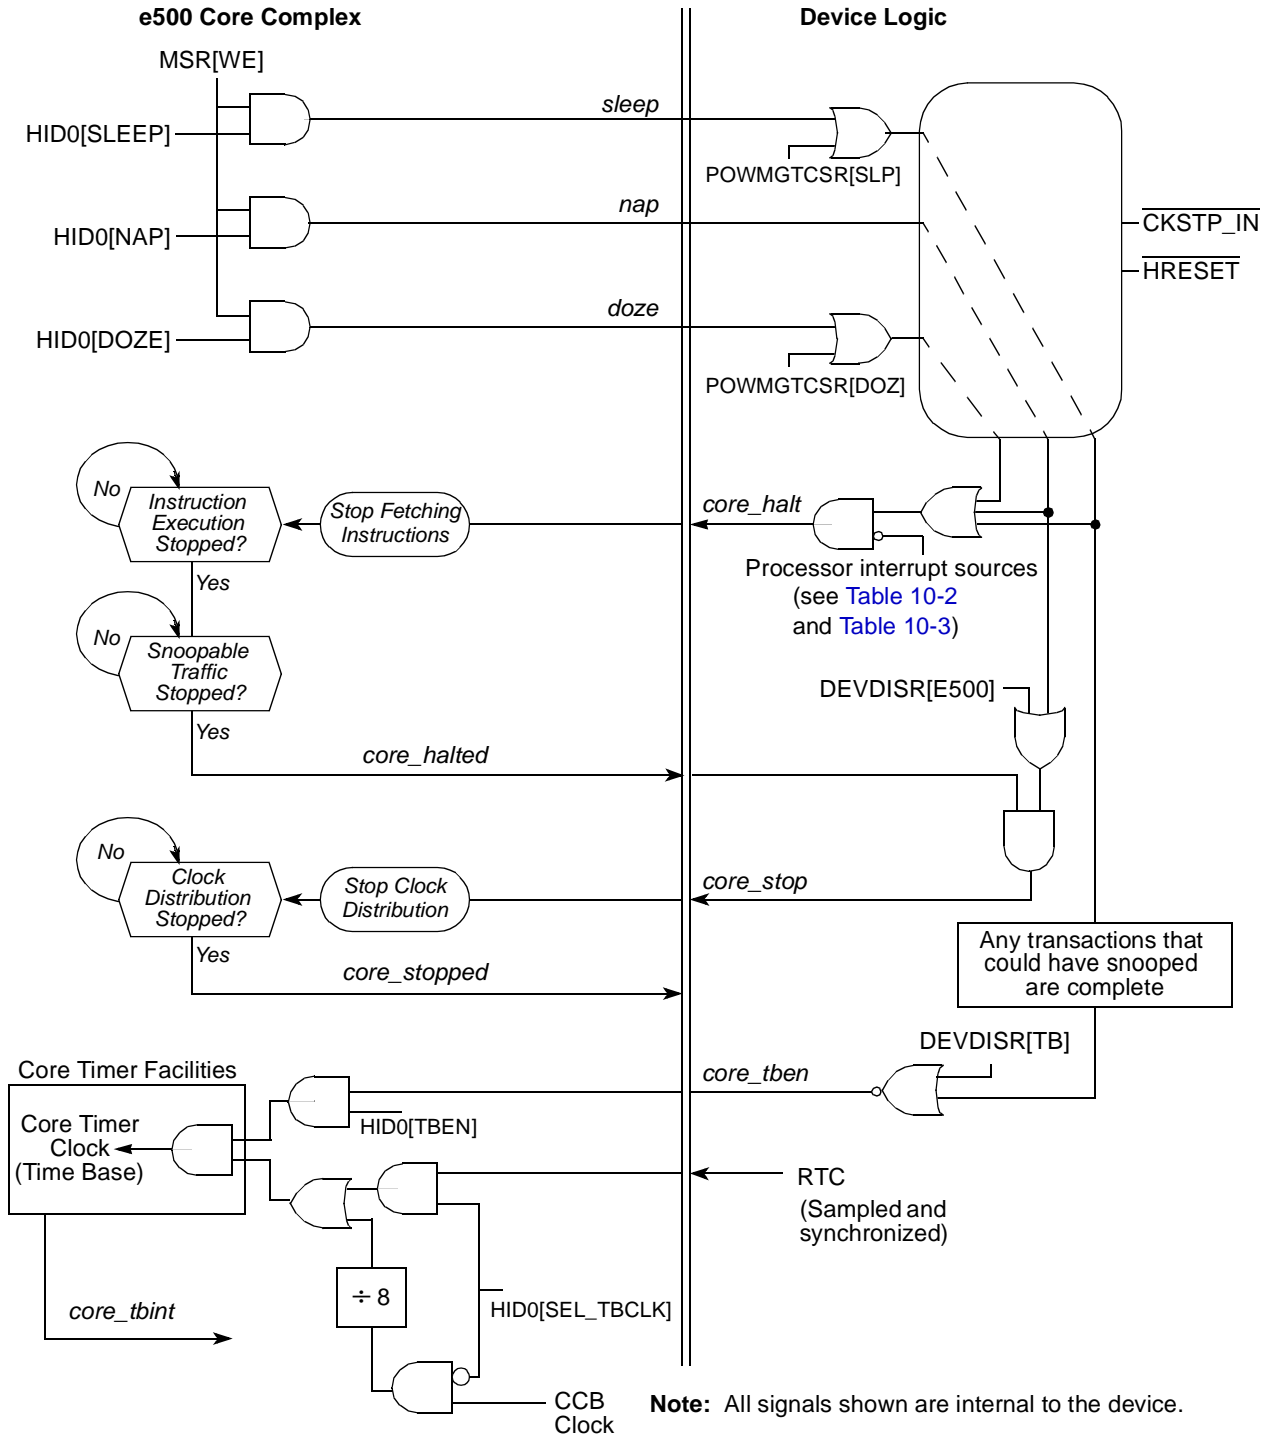 e500 Core Complex
Device Logic
MSR[WE]
sleep
HID0[SLEEP]
POWMGTCSR[SLP]
nap
HID0[NAP]
CKSTP_IN
HRESET
doze
HID0[DOZE]
POWMGTCSR[DOZ]
No
Instruction
Execution
Stopped?
Stop Fetching
Instructions
core_halt
Processor interrupt sources
(see Table 10-2
and Table 10-3)
Yes
No
Snoopable
Traffic
Stopped?
DEVDISR[E500]
Yes
core_halted
No
Clock
Distribution
Stopped?
Stop Clock
Distribution
core_stop
Yes
core_stopped
Any transactions that
could have snooped
are complete
DEVDISR[TB]
Core Timer Facilities
core_tben
Core Timer
Clock
(Time Base)
HID0[TBEN]
RTC
(Sampled and
synchronized)
÷ 8
core_tbint
HID0[SEL_TBCLK]
CCB
Clock
Note: All signals shown are internal to the device.